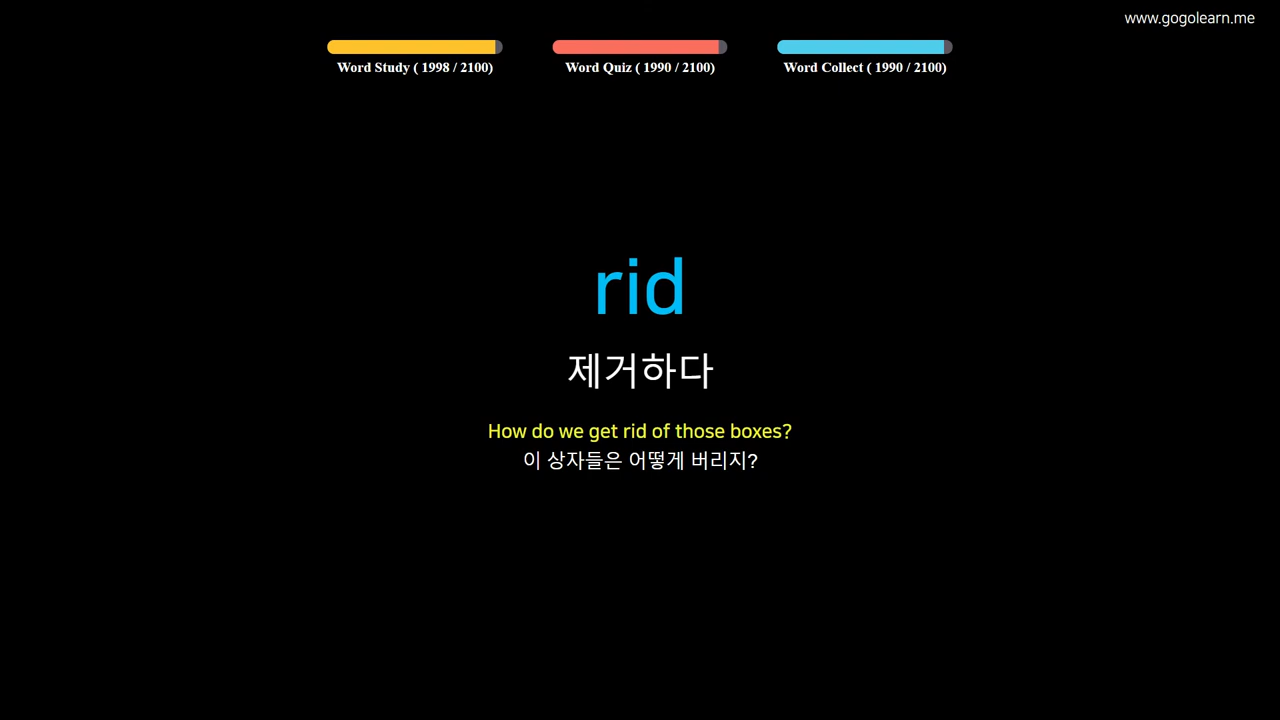 www.gogolearn.me
Word Study ( 1998 / 2100)
Word Quiz ( 1990 / 2100)
Word Collect ( 1990 / 2100)
rid
제거하다
How do we get rid of those boxes?
이 상자들은 어떻게 버리지?